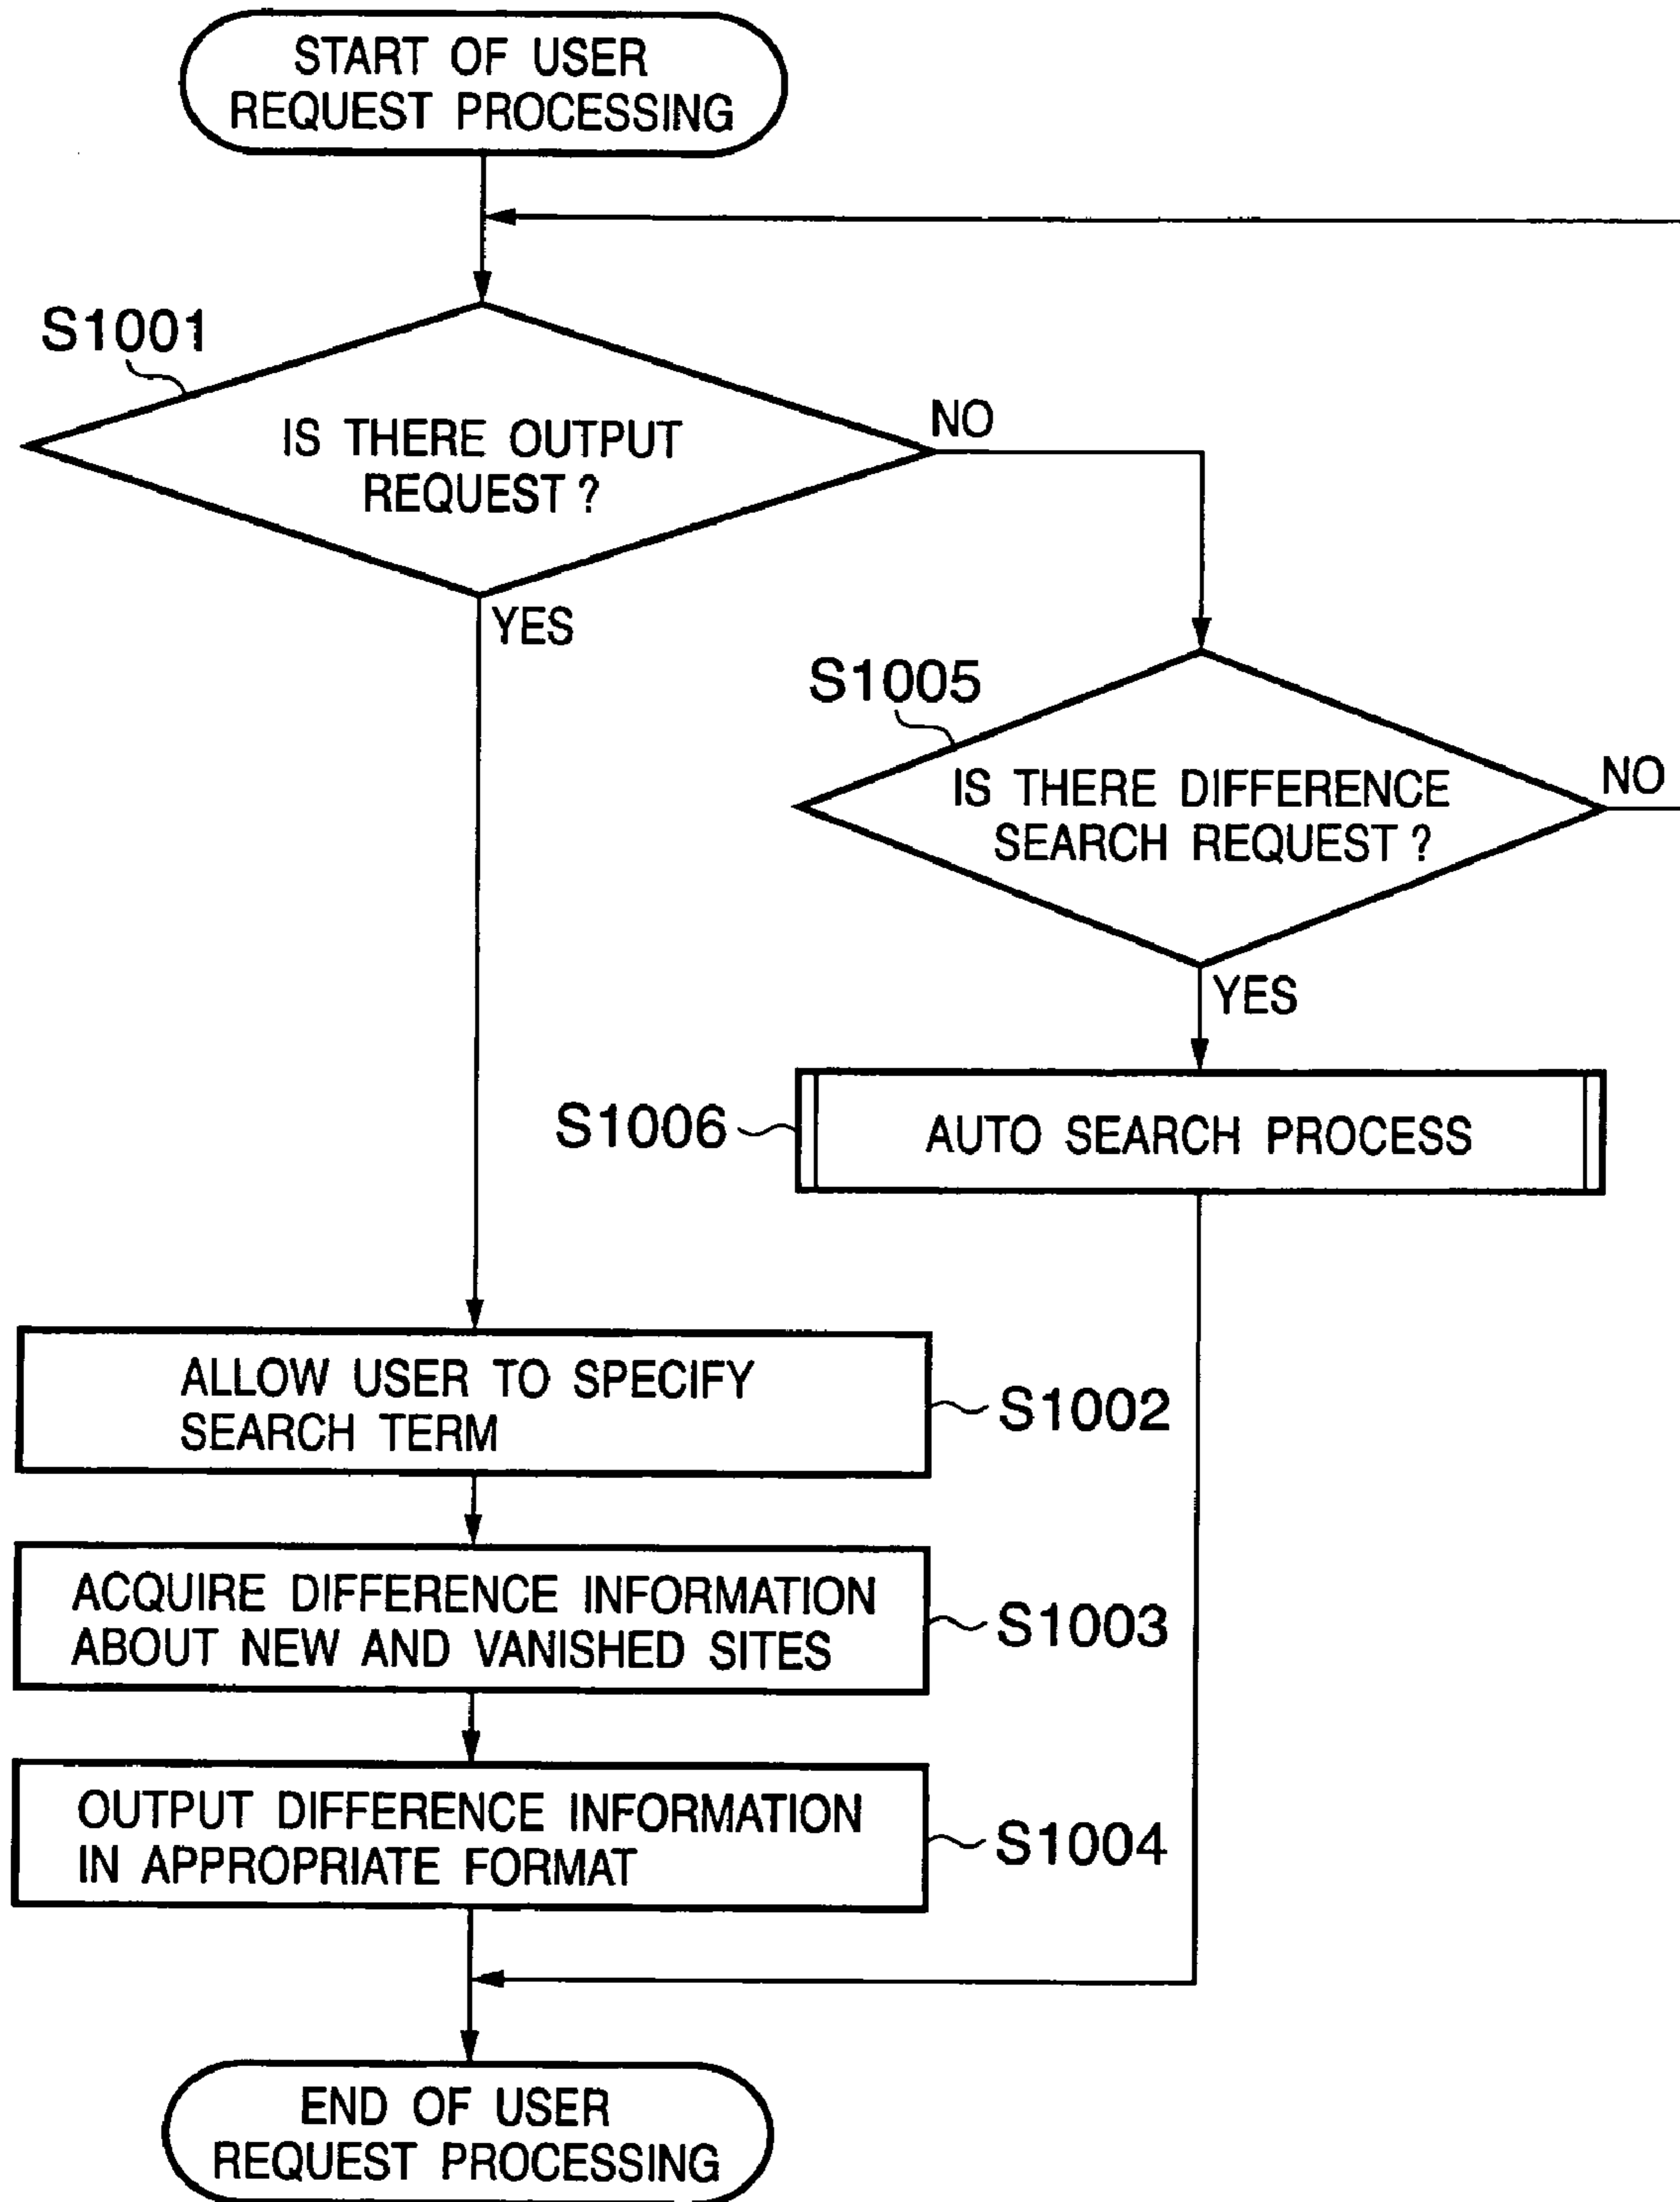 START OF USER
REQUEST PROCESSING
S1001
IS THERE OUTPUT
REQUEST ?
NO
YES
S1005
IS THERE DIFFERENCE
SEARCH REQUEST ?
NO
YES
S1006
AUTO SEARCH PROCESS
ALLOW USER TO SPECIFY
SEARCH TERM
S1002
ACQUIRE DIFFERENCE INFORMATION
ABOUT NEW AND VANISHED SITES
S1003
OUTPUT DIFFERENCE INFORMATION
IN APPROPRIATE FORMAT
S1004
END OF USER
REQUEST PROCESSING